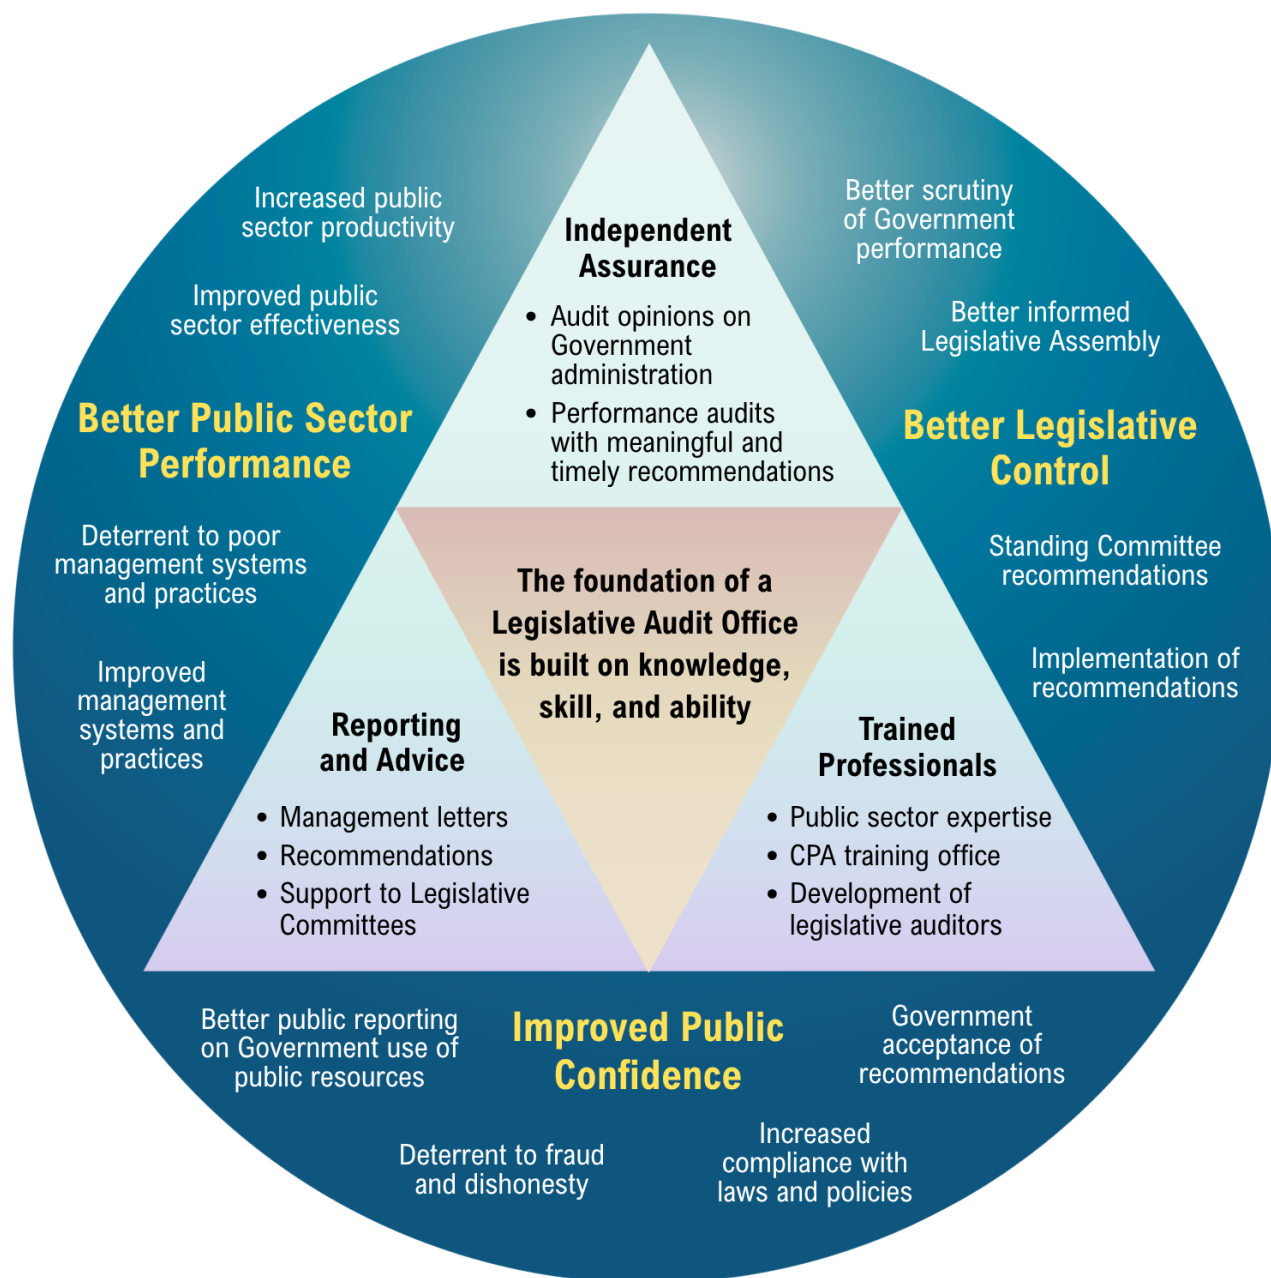 Increased public
sector productivity
Improved public
sector effectiveness
Better Public Sector
Performance
Deterrent to poor
management systems
and practices
Improved
management
systems and
practices
Independent
Assurance
• Audit opinions on
Government
administration
• Performance audits
with meaningful and
timely recommendations
The foundation of a
Legislative Audit Office
is built on knowledge,
skill, and ability
Reporting
and Advice
• Management letters
• Recommendations
• Support to Legislative
Committees
Trained
Professionals
• Public sector expertise
• CPA training office
• Development of
legislative auditors
Better scrutiny
of Government
performance
Better informed
Legislative Assembly
Better Legislative
Control
Standing Committee
recommendations
Implementation of
recommendations
Better public reporting
on Government use of
public resources
Improved Public
Confidence
Government
acceptance of
recommendations
Deterrent to fraud
and dishonesty
Increased
compliance with
laws and policies